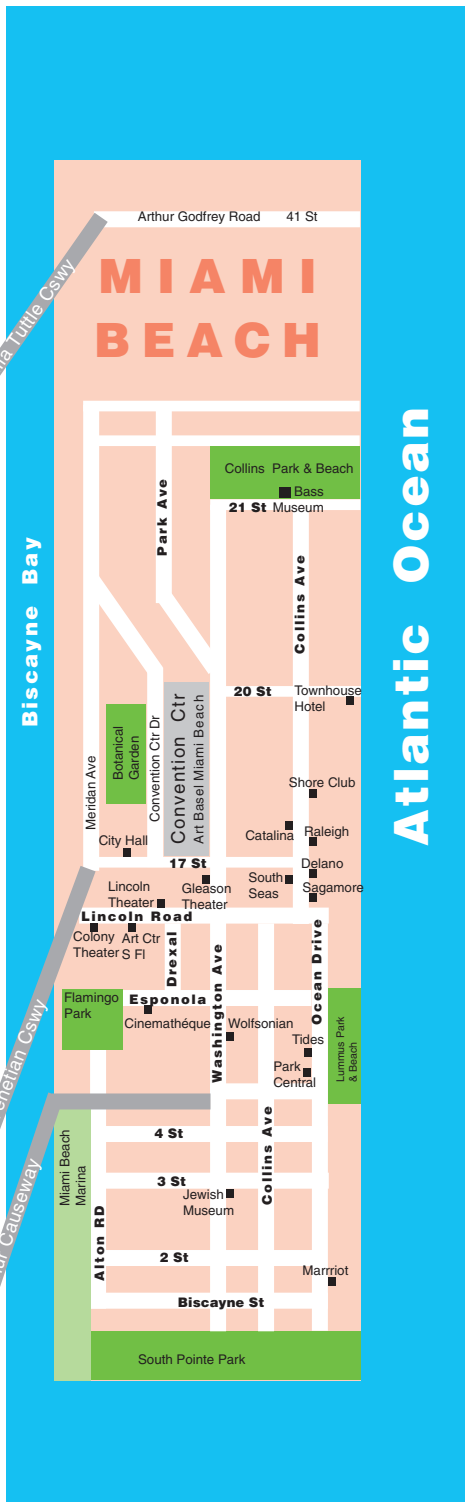 Arthur Godfrey Road 41 St
MIAMI
BEACH
Tuttle Cswy
Atlantic Ocean
Biscayne Bay
Collins Park & Beach
Bass
Museum
21 St
Park Ave
Collins Ave
20 St
Townhouse
Hotel
Botanical
Garden
Convention Ctr Dr
Convention Ctr
Art Basel Miami Beach
Meridan Ave
Shore Club
City Hall
Catalina
Raleigh
17 St
Delano
Lincoln
Theater
Gleason
Theater
South
Seas
Sagamore
Lincoln Road
Colony
Theater
Art Ctr
S Fl
Drexal
Washington Ave
Ocean Drive
Flamingo
Park
Esponola
Cinemathéque
Wolfsonian
Tides
Park
Central
Lummus Park
& Beach
Cswy
4 St
Miami Beach
Marina
3 St
Jewish
Museum
Collins Ave
Causeway
Alton RD
2 St
Marrriot
Biscayne St
South Pointe Park